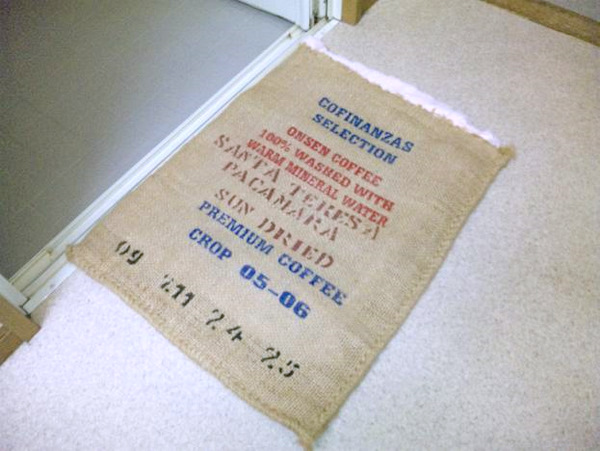 COFINANZAS
SELECTION
ONSEN COFFEE
100% WASHED WITH
WARM MINERAL WATER
SANTA TERESA
PACAMARA
SUN DRIED
PREMIUM COFFEE
CROP 05-06
09 211 24 25